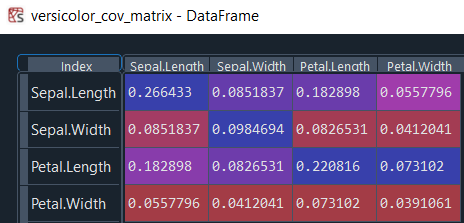 versicolor_cov_matrix - DataFrame
Index Sepal.Length Sepal.Width Petal.Length Petal.Width
Sepal.Length 0.266433 0.0851837 0.182898 0.0557796
Sepal.Width 0.0851837 0.0984694 0.0826531 0.0412041
Petal.Length 0.182898 0.0826531 0.220816 0.073102
Petal.Width 0.0557796 0.0412041 0.073102 0.0391061